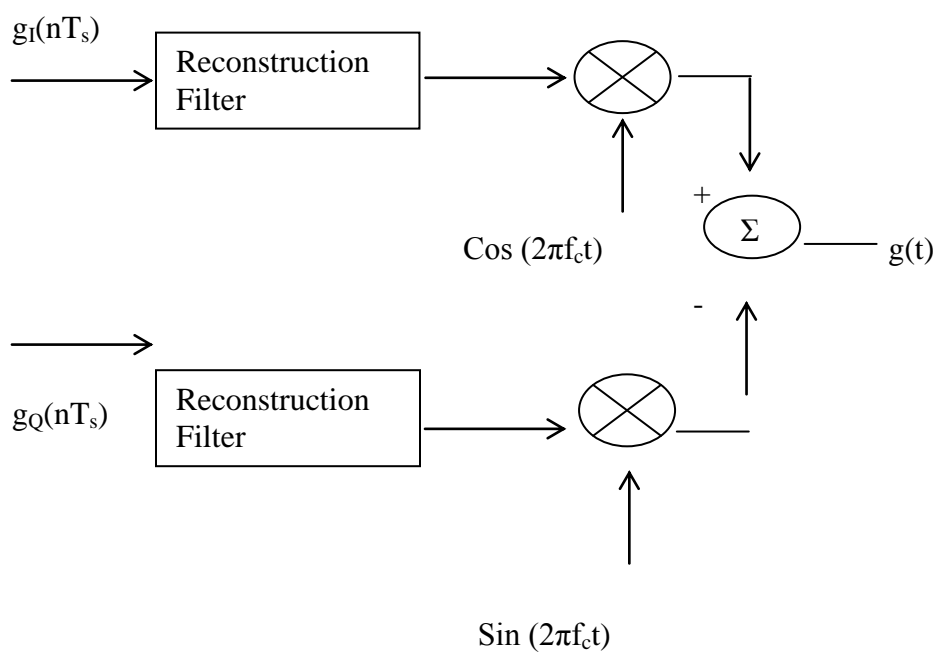 g_I(nT_s)
Reconstruction
Filter
+
Σ
Cos (2πf_ct)
g(t)
-
g_Q(nT_s)
Reconstruction
Filter
Sin (2πf_ct)